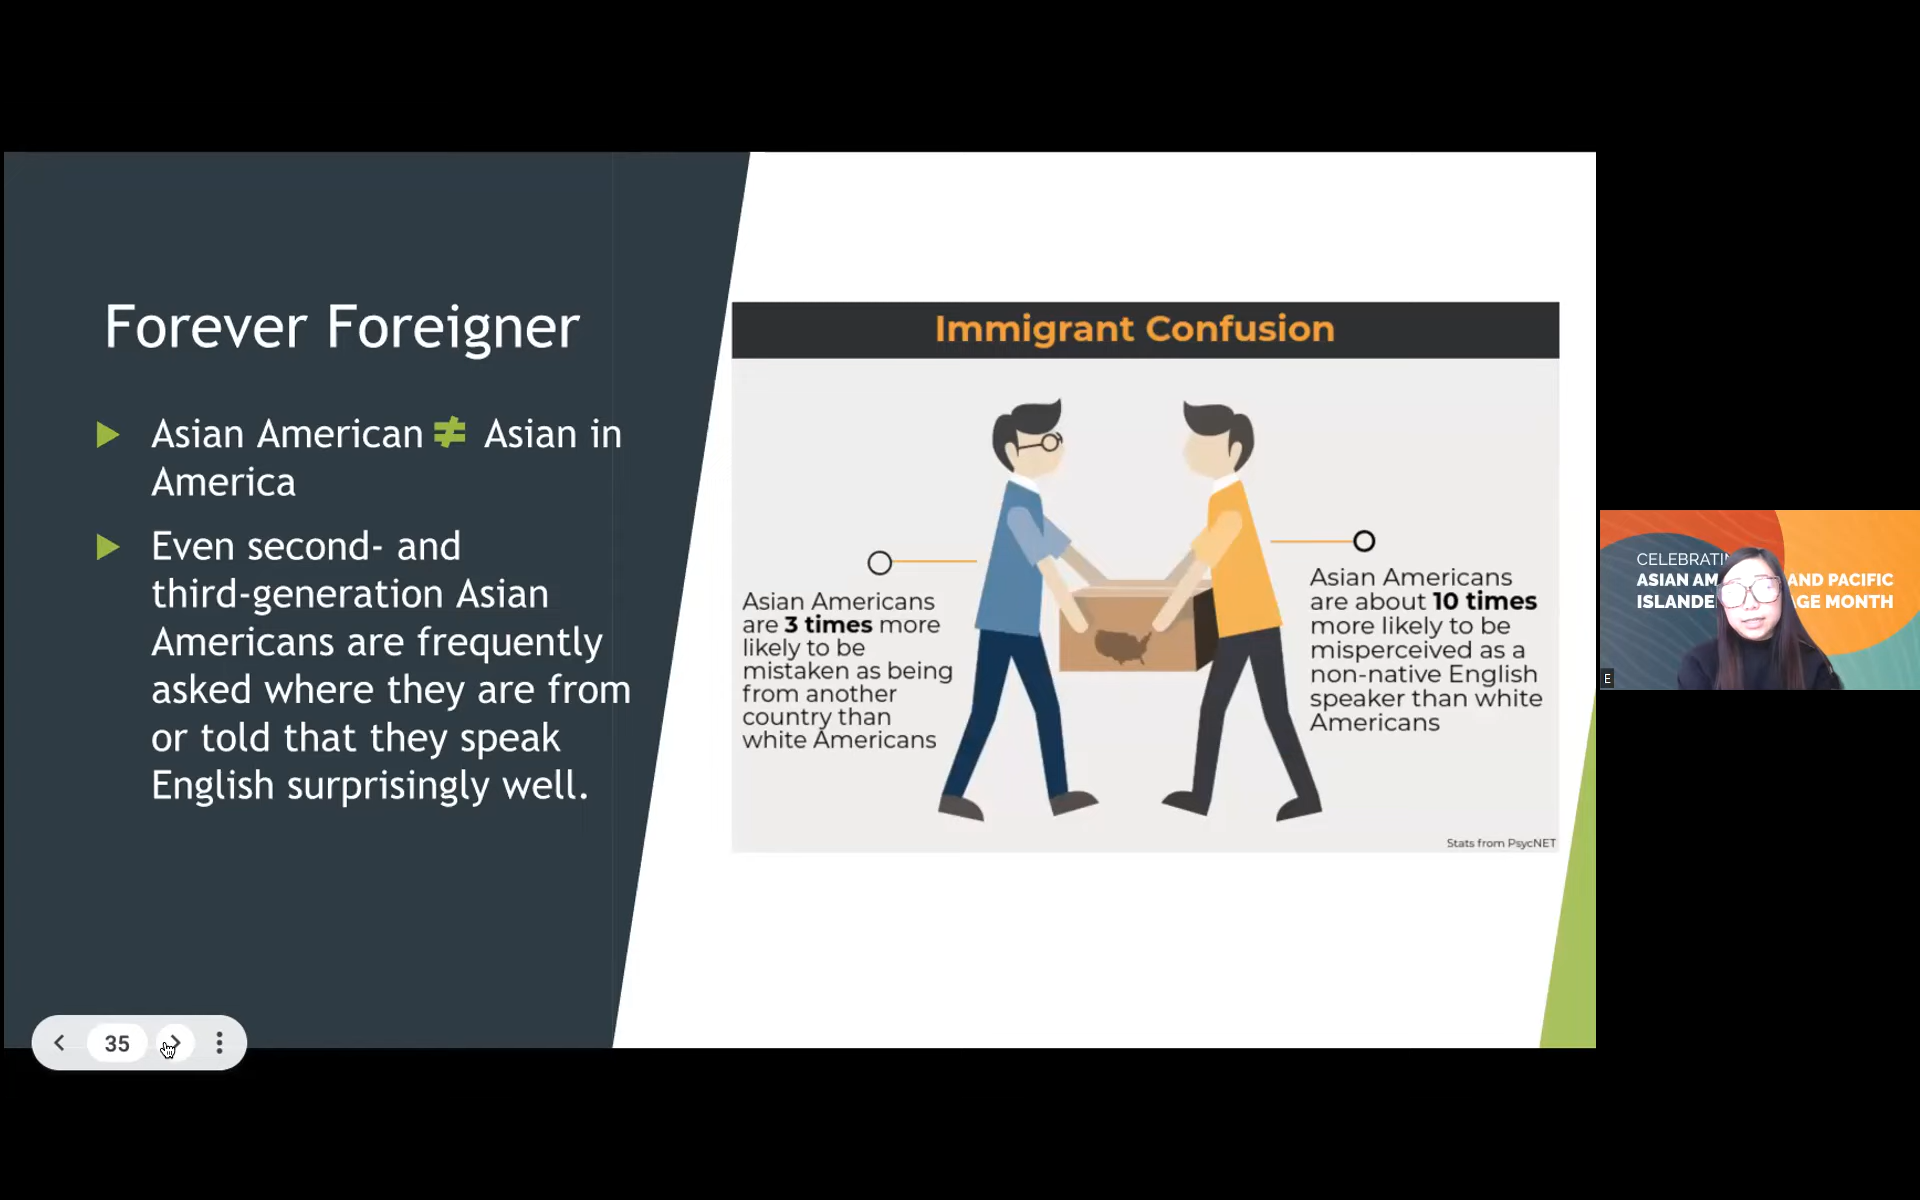 Forever Foreigner
Asian American ≠ Asian in
America
Even second- and
third-generation Asian
Americans are frequently
asked where they are from
or told that they speak
English surprisingly well.
Immigrant Confusion
Asian Americans
are 3 times more
likely to be
mistaken as being
from another
country than
white Americans
Asian Americans
are about 10 times
more likely to be
misperceived as a
non-native English
speaker than white
Americans
Stats from PsycNET
35
CELEBRATIN
ASIAN AM AND PACIFIC
ISLANDE GE MONTH
E